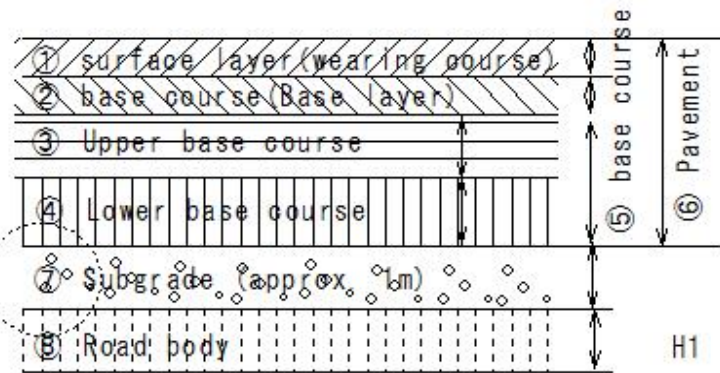 ① surface layer(wearing course)
② base course(Base layer)
③ Upper base course
④ Lower base course
⑤ base course
⑥ Pavement
⑦ Subgrade (approx. 1m)
⑧ Road body
H1